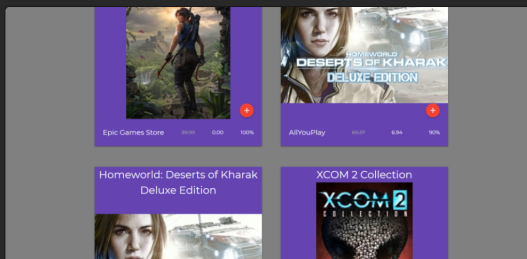 HOMEWORLD
DESERTS OF KHARAK
DELUXE EDITION
Epic Games Store 0.00 100%
AllYouPlay 6.94 90%
Homeworld: Deserts of Kharak
Deluxe Edition
XCOM 2 Collection
XCOM 2
COLLECTION